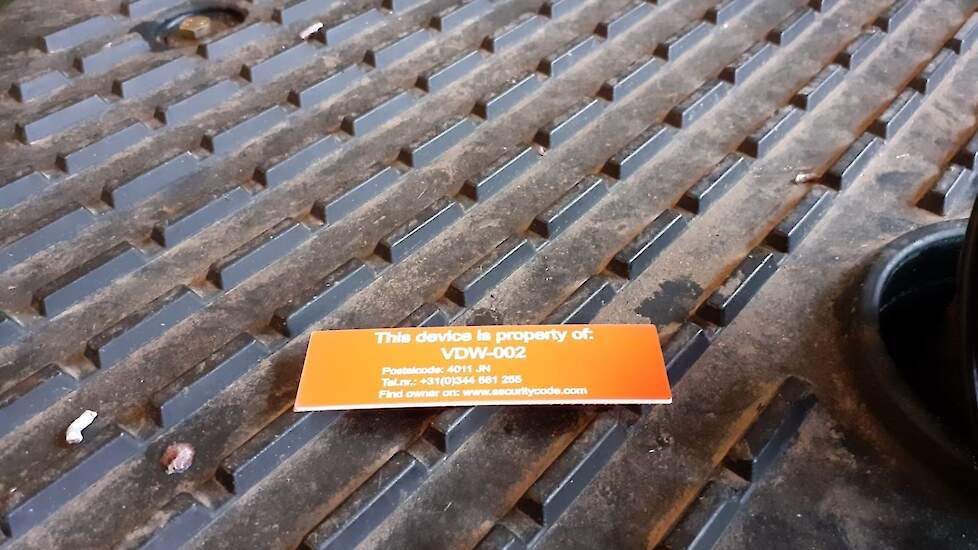 This device is property of:
VDW-002
Postalcode: 4011 JN
Tel.nr.: +31(0)344 561 255
Find owner on: www.securitycode.com